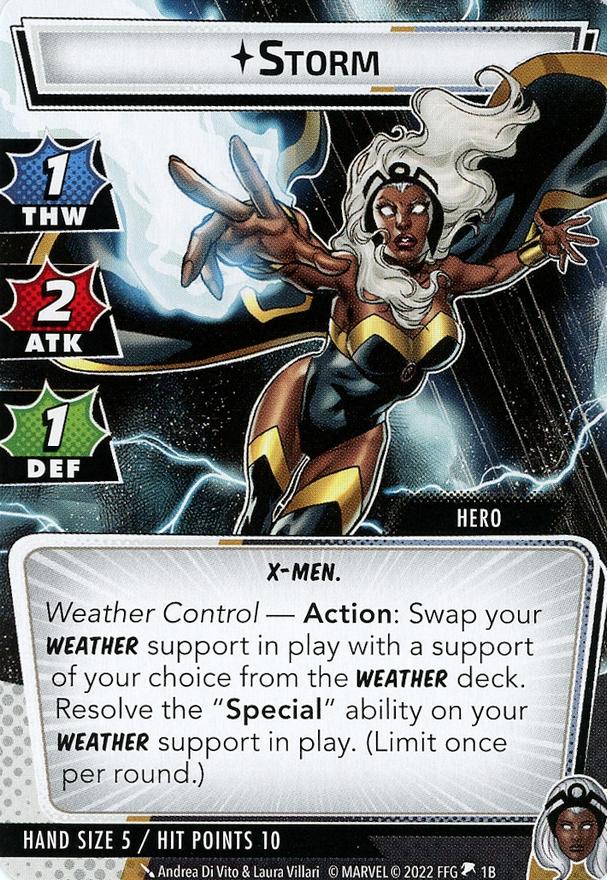 STORM
1
THW
2
ATK
1
DEF
HERO
X-MEN.
Weather Control — Action: Swap your
WEATHER support in play with a support
of your choice from the WEATHER deck.
Resolve the “Special” ability on your
WEATHER support in play. (Limit once
per round.)
HAND SIZE 5 / HIT POINTS 10
Andrea Di Vito & Laura Villari © MARVEL © 2022 FFG 1B